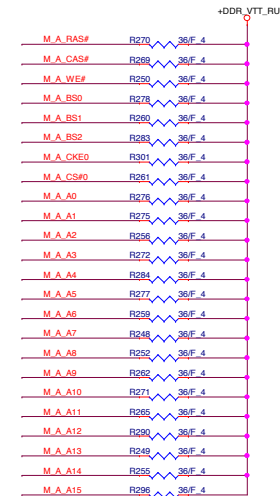 +DDR_VTT_RU
M_A_RAS# R270 36/F_4
M_A_CAS# R269 36/F_4
M_A_WE# R250 36/F_4
M_A_BS0 R278 36/F_4
M_A_BS1 R260 36/F_4
M_A_BS2 R283 36/F_4
M_A_CKE0 R301 36/F_4
M_A_CS#0 R261 36/F_4
M_A_A0 R276 36/F_4
M_A_A1 R275 36/F_4
M_A_A2 R256 36/F_4
M_A_A3 R272 36/F_4
M_A_A4 R284 36/F_4
M_A_A5 R277 36/F_4
M_A_A6 R259 36/F_4
M_A_A7 R248 36/F_4
M_A_A8 R252 36/F_4
M_A_A9 R262 36/F_4
M_A_A10 R271 36/F_4
M_A_A11 R265 36/F_4
M_A_A12 R290 36/F_4
M_A_A13 R249 36/F_4
M_A_A14 R255 36/F_4
M_A_A15 R296 36/F_4